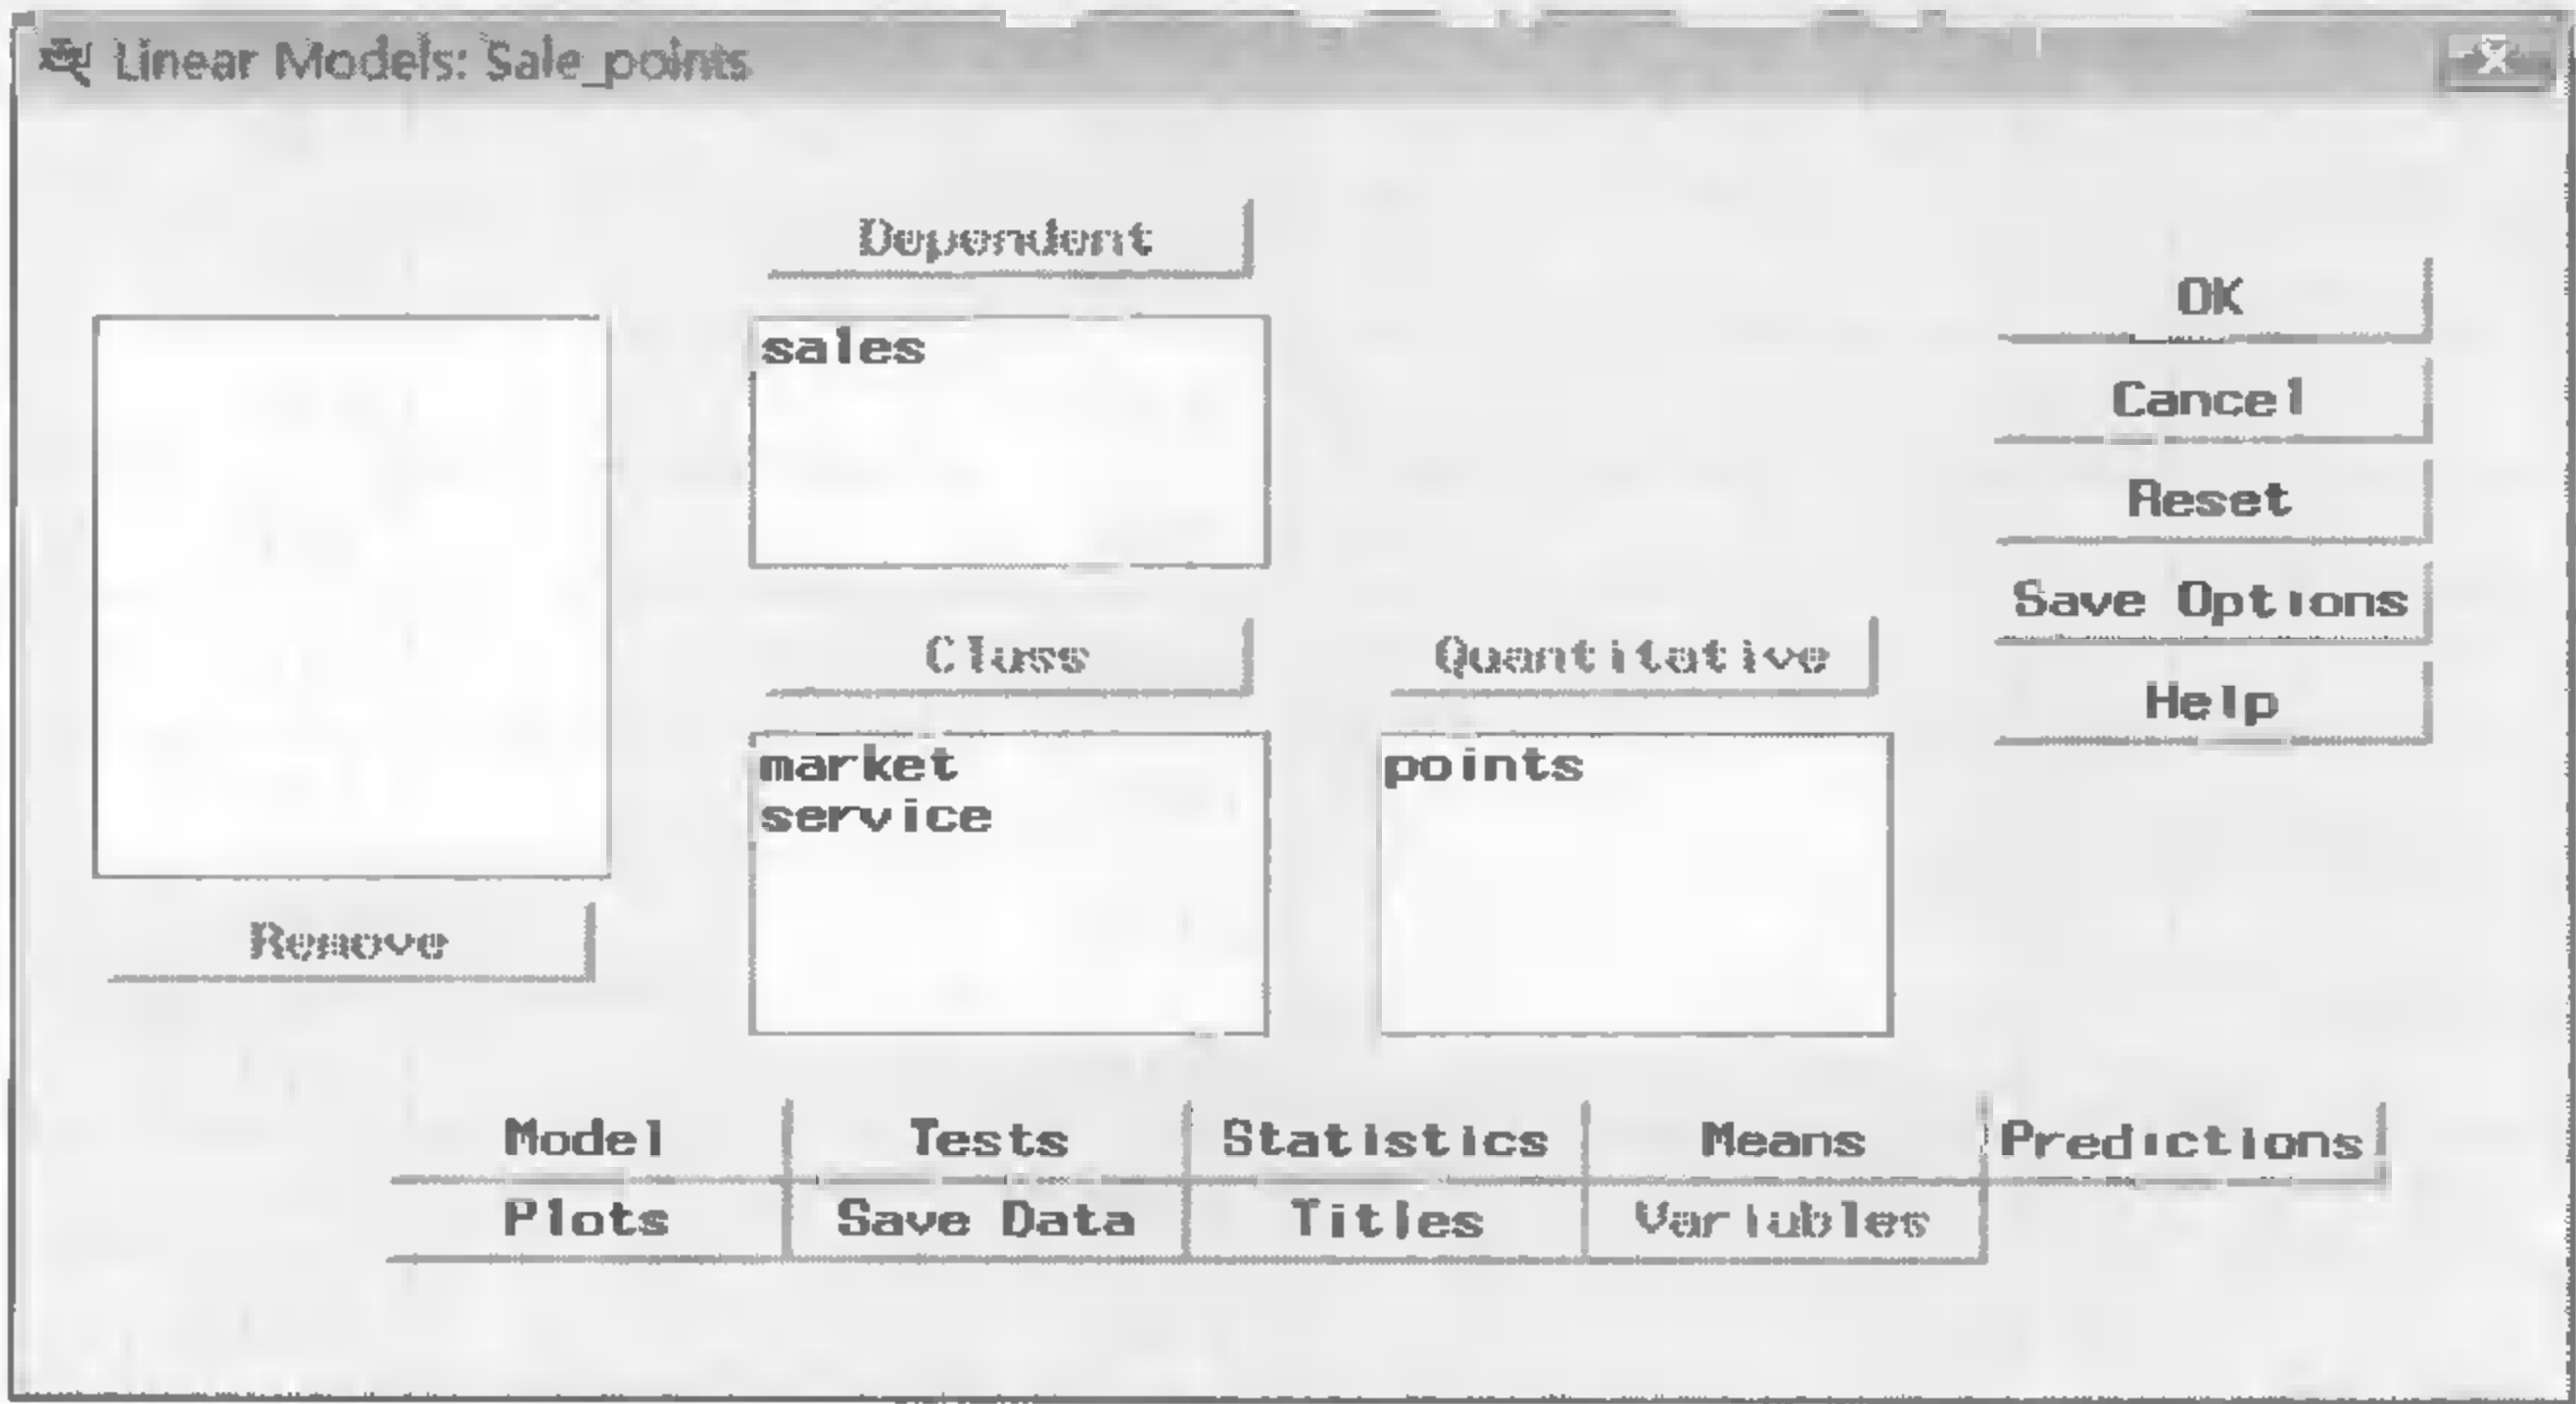 Linear Models: Sale_points
Dependent
sales
OK
Cancel
Reset
Save Options
Help
Class
Quantitative
market
service
points
Remove
Model Tests Statistics Means Predictions
Plots Save Data Titles Variables